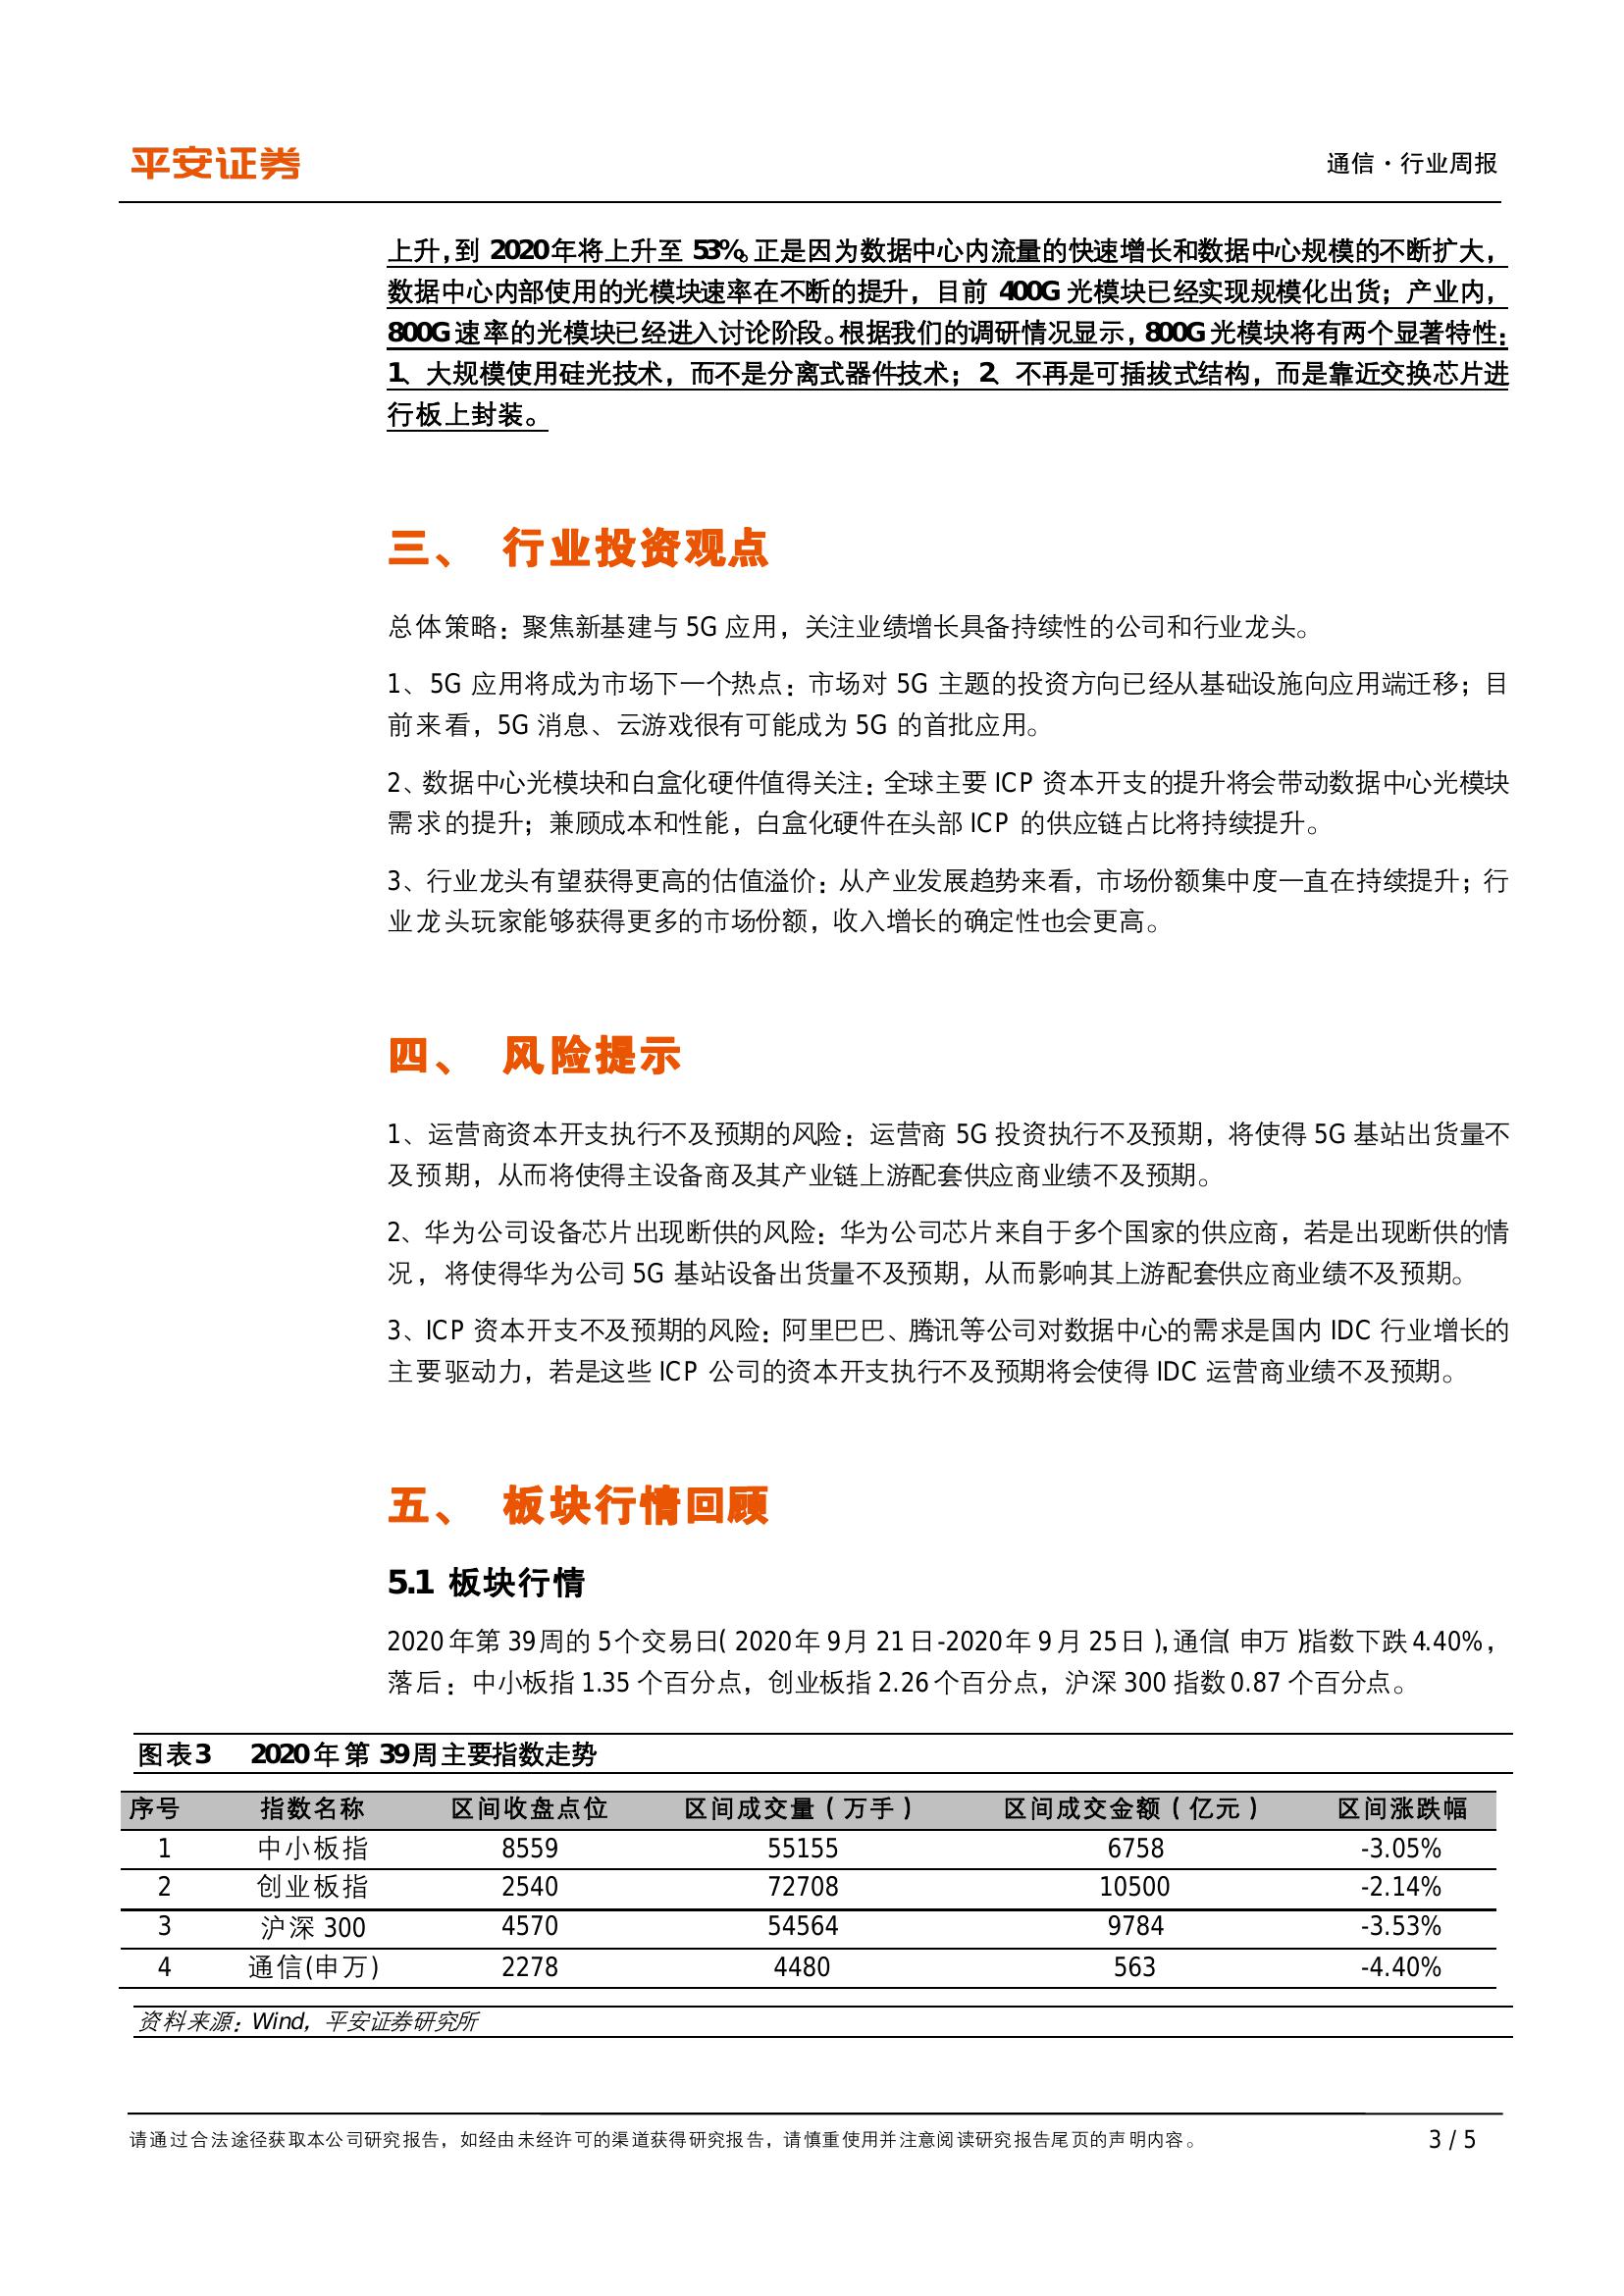 平安证券
通信·行业周报
上升，到 2020 年将上升至 53%。正是因为数据中心内流量的快速增长和数据中心规模的不断扩大，
数据中心内部使用的光模块速率在不断的提升，目前 400G 光模块已经实现规模化出货；产业内，
800G 速率的光模块已经进入讨论阶段。根据我们的调研情况显示，800G 光模块将有两个显著特性：
1、大规模使用硅光技术，而不是分离式器件技术；2、不再是可插拔式结构，而是靠近交换芯片进
行板上封装。
三、 行业投资观点
总体策略：聚焦新基建与 5G 应用，关注业绩增长具备持续性的公司和行业龙头。
1、5G 应用将成为市场下一个热点：市场对 5G 主题的投资方向已经从基础设施向应用端迁移；目
前来看，5G 消息、云游戏很有可能成为 5G 的首批应用。
2、数据中心光模块和白盒化硬件值得关注：全球主要 ICP 资本开支的提升将会带动数据中心光模块
需求的提升；兼顾成本和性能，白盒化硬件在头部 ICP 的供应链占比将持续提升。
3、行业龙头有望获得更高的估值溢价：从产业发展趋势来看，市场份额集中度一直在持续提升；行
业龙头玩家能够获得更多的市场份额，收入增长的确定性也会更高。
四、 风险提示
1、运营商资本开支执行不及预期的风险：运营商 5G 投资执行不及预期，将使得 5G 基站出货量不
及预期，从而将使得主设备商及其产业链上游配套供应商业绩不及预期。
2、华为公司设备芯片出现断供的风险：华为公司芯片来自于多个国家的供应商，若是出现断供的情
况，将使得华为公司 5G 基站设备出货量不及预期，从而影响其上游配套供应商业绩不及预期。
3、ICP 资本开支不及预期的风险：阿里巴巴、腾讯等公司对数据中心的需求是国内 IDC 行业增长的
主要驱动力，若是这些 ICP 公司的资本开支执行不及预期将会使得 IDC 运营商业绩不及预期。
五、 板块行情回顾
5.1 板块行情
2020 年第 39 周的 5 个交易日（2020 年 9 月 21 日-2020 年 9 月 25 日），通信（申万）指数下跌 4.40%，
落后：中小板指 1.35 个百分点，创业板指 2.26 个百分点，沪深 300 指数 0.87 个百分点。
图表3 2020 年第 39 周主要指数走势
序号 指数名称 区间收盘点位 区间成交量（万手） 区间成交金额（亿元） 区间涨跌幅
1 中小板指 8559 55155 6758 -3.05%
2 创业板指 2540 72708 10500 -2.14%
3 沪深 300 4570 54564 9784 -3.53%
4 通信(申万) 2278 4480 563 -4.40%
资料来源：Wind，平安证券研究所
请通过合法途径获取本公司研究报告，如经由未经许可的渠道获得研究报告，请慎重使用并注意阅读研究报告尾页的声明内容。
3 / 5